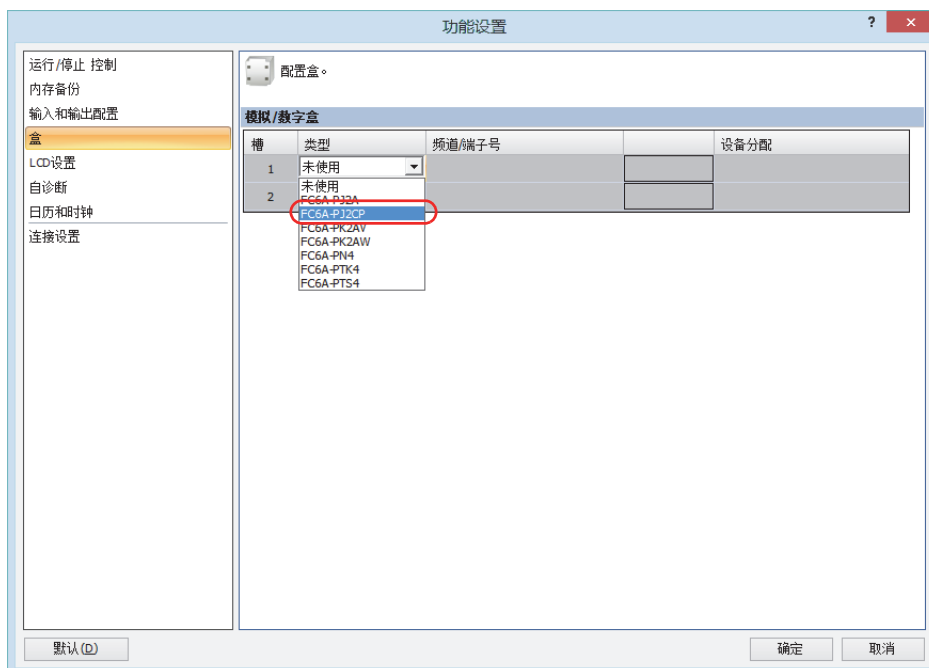 功能设置
?
×
运行/停止 控制
内存备份
输入和输出配置
盒
LCD设置
自诊断
日历和时钟
连接设置
配置盒。
模拟/数字盒
槽 类型 频道/端子号 设备分配
1 未使用
2
未使用
FC6A-PJ2A
FC6A-PJ2CP
FC6A-PK2AV
FC6A-PK2AW
FC6A-PN4
FC6A-PTK4
FC6A-PTS4
默认(D) 确定 取消